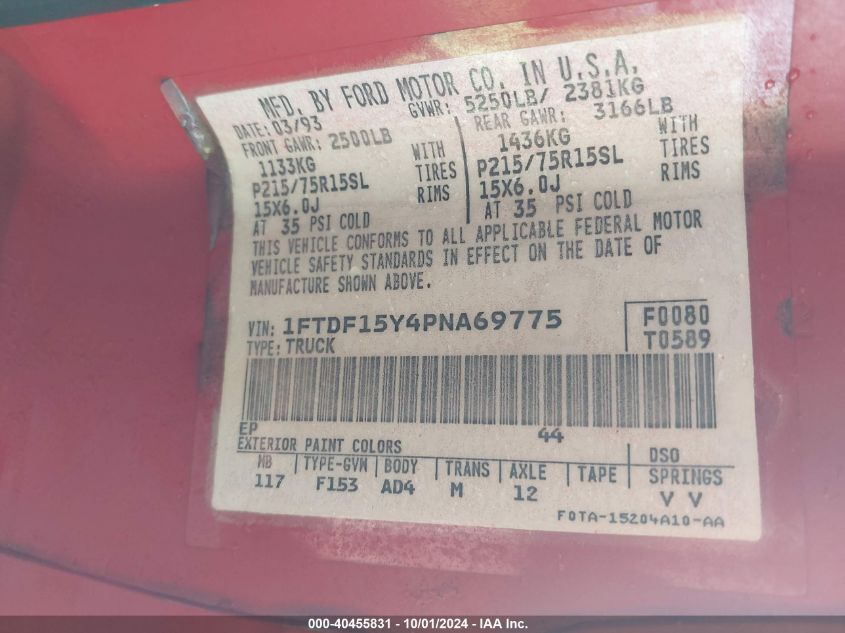 MFD. BY FORD MOTOR CO. IN U.S.A.
DATE: 03/93 GVWR: 5250LB/ 2381KG
FRONT GAWR: 2500LB REAR GAWR: 3166LB
1133KG WITH 1436KG WITH
P215/75R15SL TIRES P215/75R15SL TIRES
15X6.0J RIMS 15X6.0J RIMS
AT 35 PSI COLD AT 35 PSI COLD
THIS VEHICLE CONFORMS TO ALL APPLICABLE FEDERAL MOTOR
VEHICLE SAFETY STANDARDS IN EFFECT ON THE DATE OF
MANUFACTURE SHOWN ABOVE.
VIN: 1FTDF15Y4PNA69775 F0080
TYPE: TRUCK T0589
EP 44
EXTERIOR PAINT COLORS DSO
WB TYPE-GVW BODY TRANS AXLE TAPE SPRINGS
117 F153 AD4 M 12 V V
F0TA-15204A10-AA
000-40455831 - 10/01/2024 - IAA Inc.